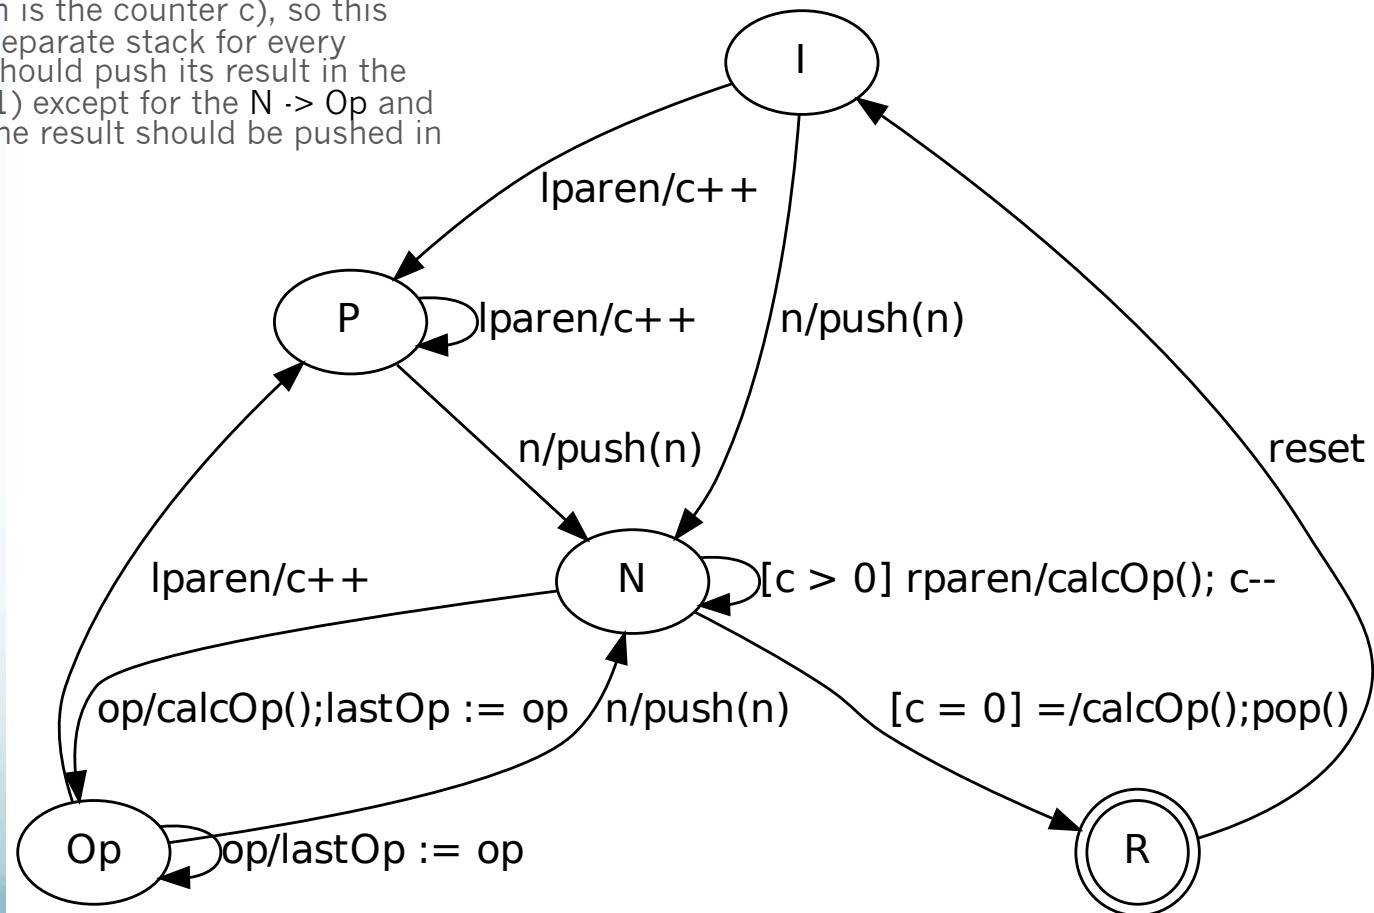 is the counter c), so this
eparate stack for every
hould push its result in the
1) except for the N -> Op and
he result should be pushed in
I
lparen/c++
P
lparen/c++
n/push(n)
n/push(n)
reset
lparen/c++
N
[c > 0] rparen/calcOp(); c--
op/calcOp();lastOp := op
n/push(n)
[c = 0] =/calcOp();pop()
Op
op/lastOp := op
R